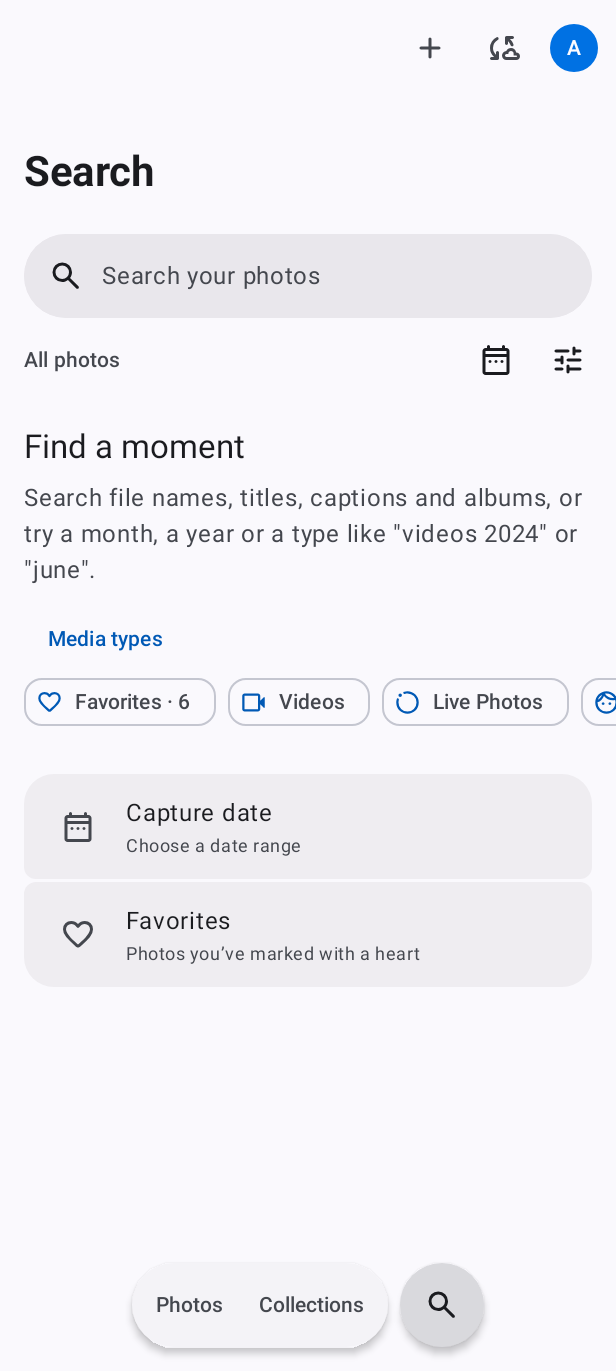 A
Search
Search your photos
All photos
Find a moment
Search file names, titles, captions and albums, or
try a month, a year or a type like "videos 2024" or
"june".
Media types
Favorites · 6
Videos
Live Photos
Capture date
Choose a date range
Favorites
Photos you’ve marked with a heart
Photos
Collections